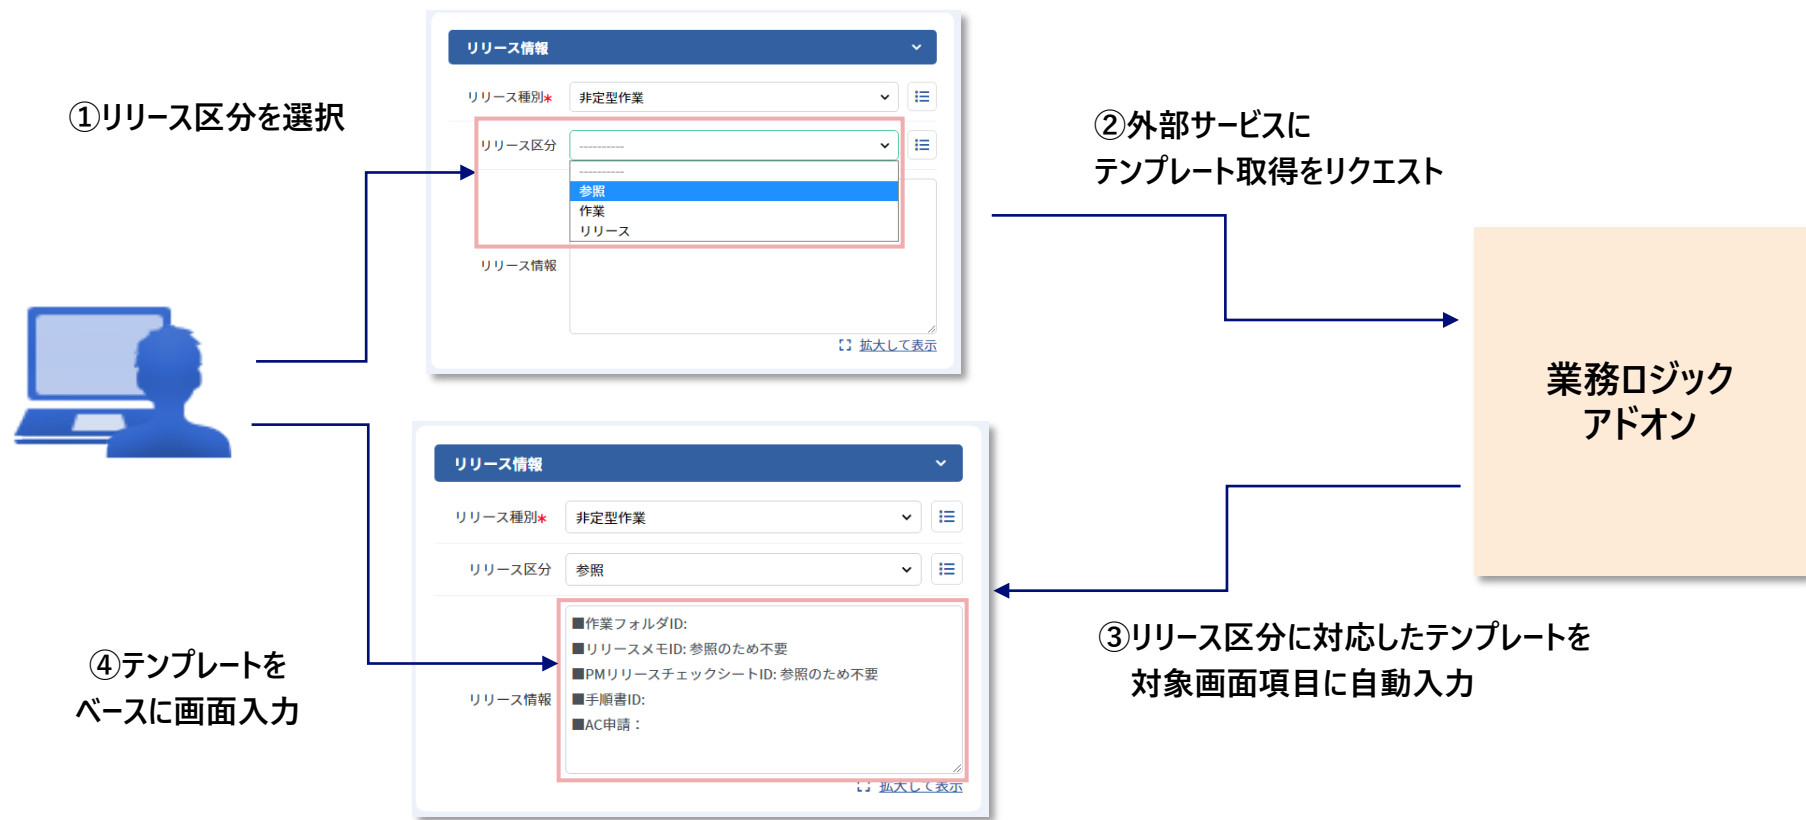 ①リリース区分を選択
リリース情報
リリース種別* 非定型作業
リリース区分 ----------
----------
参照
作業
リリース
リリース情報
拡大して表示
②外部サービスに
テンプレート取得をリクエスト
業務ロジック
アドオン
③リリース区分に対応したテンプレートを
対象画面項目に自動入力
リリース情報
リリース種別* 非定型作業
リリース区分 参照
リリース情報
■作業フォルダID:
■リリースメモID: 参照のため不要
■PMリリースチェックシートID: 参照のため不要
■手順書ID:
■AC申請：
拡大して表示
④テンプレートを
ベースに画面入力